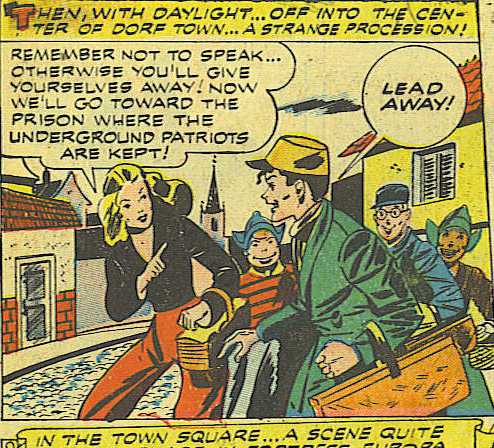 THEN, WITH DAYLIGHT... OFF INTO THE CEN-
TER OF DORF TOWN... A STRANGE PROCESSION!
REMEMBER NOT TO SPEAK...
OTHERWISE YOU'LL GIVE
YOURSELVES AWAY! NOW
WE'LL GO TOWARD THE
PRISON WHERE THE
UNDERGROUND PATRIOTS
ARE KEPT!
LEAD
AWAY!
IN THE TOWN SQUARE... A SCENE QUITE